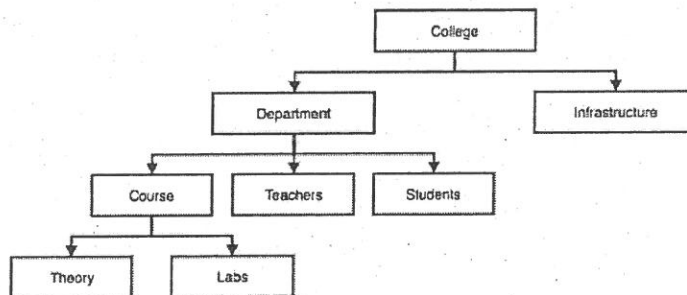 College
Department
Infrastructure
Course
Teachers
Students
Theory
Labs